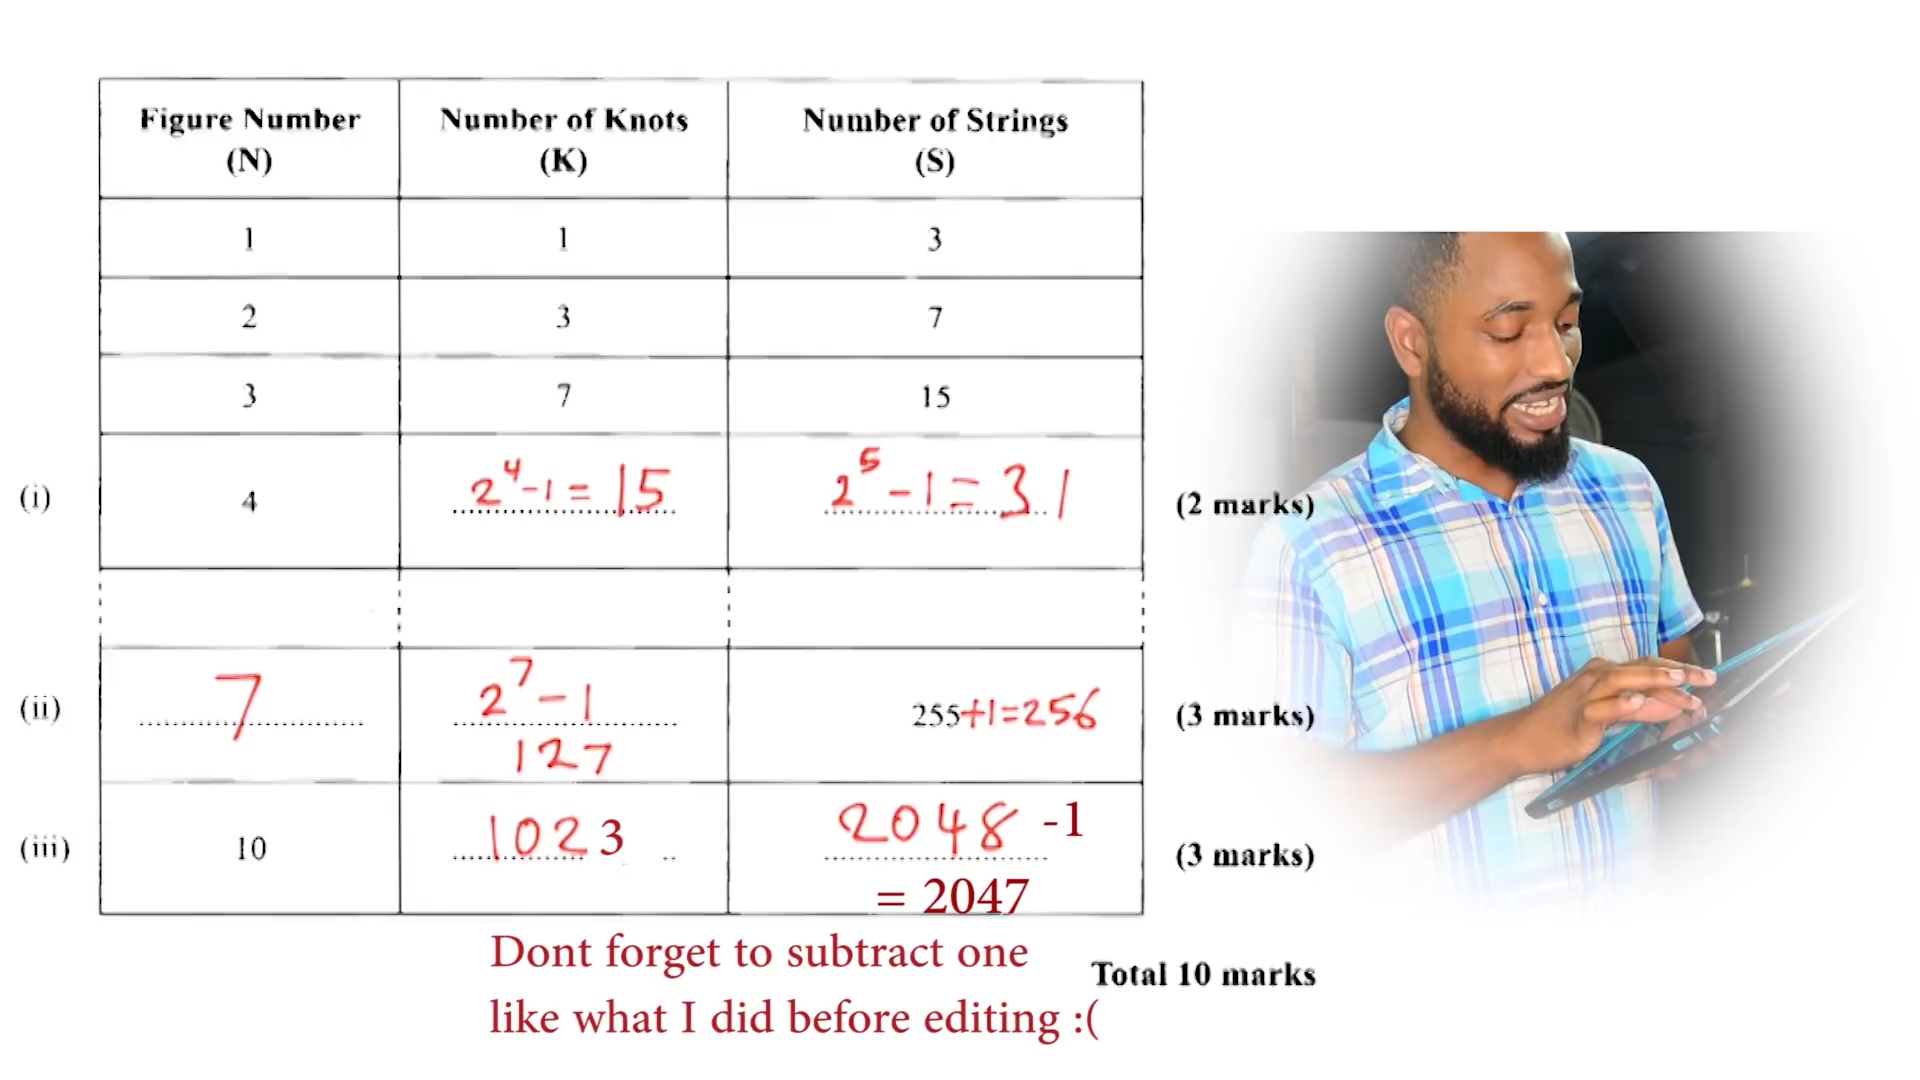 Figure Number Number of Knots Number of Strings
(N) (K) (S)
1 1 3
2 3 7
3 7 15
(i) 4 2⁴-1 = 15 2⁵-1 = 31 (2 marks)
(ii) 7 2⁷-1 255+1=256 (3 marks)
127
(iii) 10 1023 2048 -1 (3 marks)
= 2047
Dont forget to subtract one
Total 10 marks
like what I did before editing :(